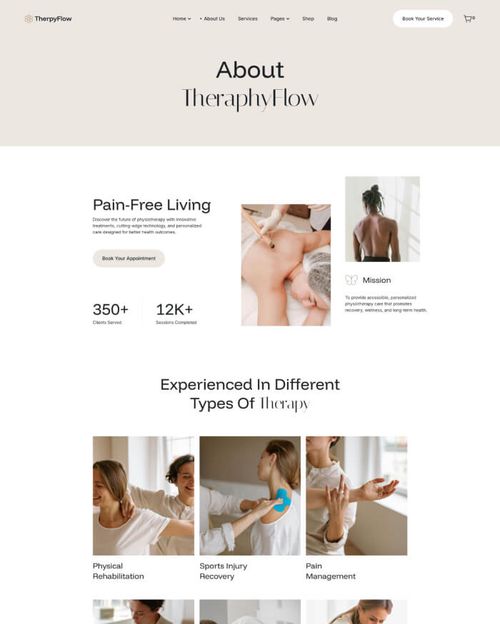 TherpyFlow
Home
About Us
Services
Pages
Shop
Blog
Book Your Service
0
About
TheraphyFlow
Pain-Free Living
Discover the future of physiotherapy with innovative
treatments, cutting-edge technology, and personalized
care designed for better health outcomes.
Book Your Appointment
350+
Clients Served
12K+
Sessions Completed
Mission
To provide accessible, personalized
physiotherapy care that promotes
recovery, wellness, and long-term health.
Experienced In Different
Types Of Therapy
Physical
Rehabilitation
Sports Injury
Recovery
Pain
Management